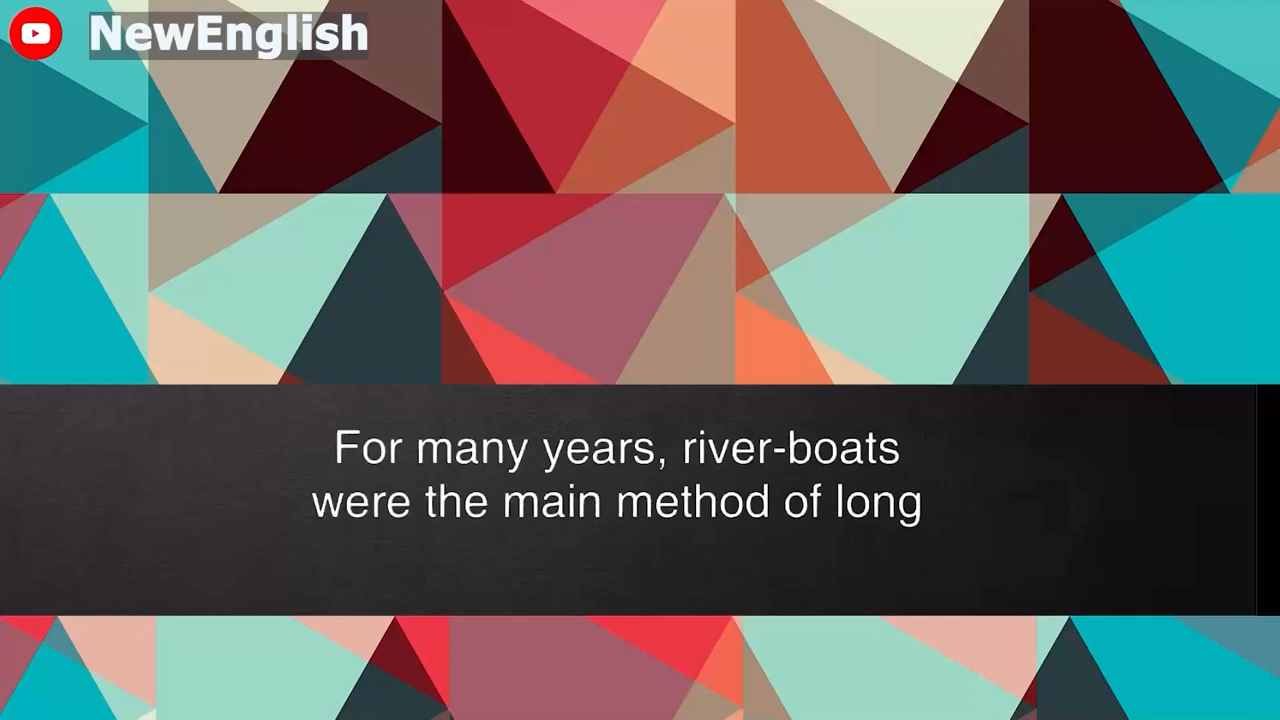 NewEnglish
For many years, river-boats
were the main method of long